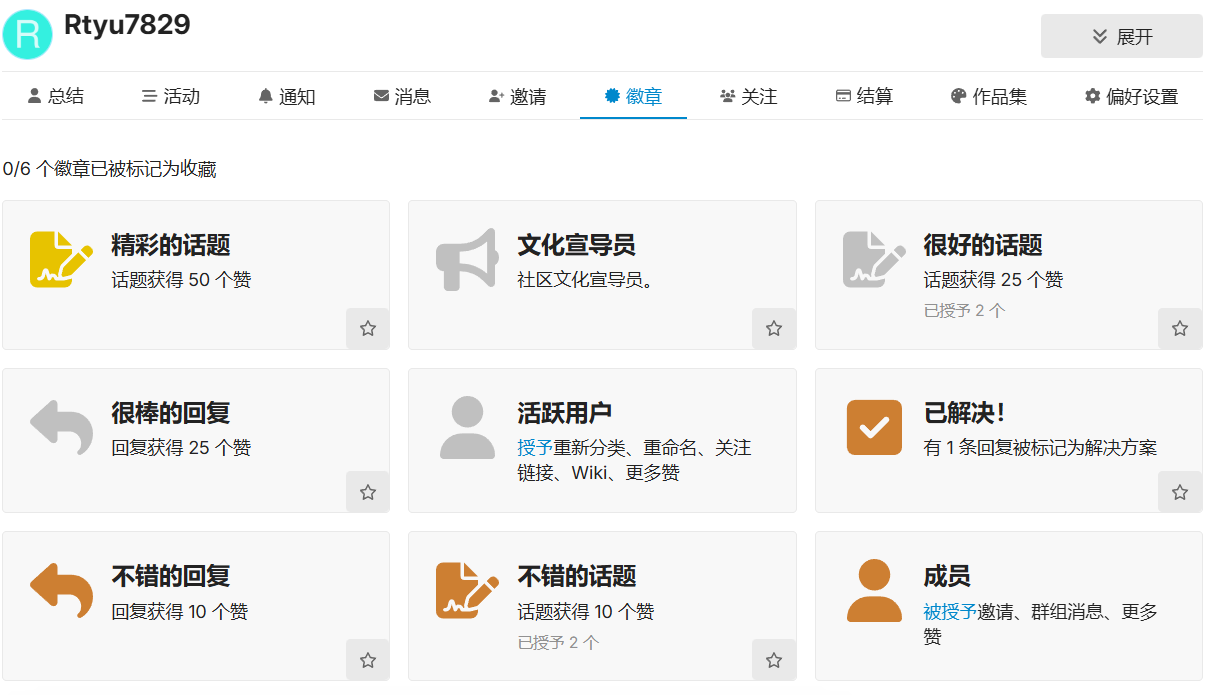 R
Rtyu7829
展开
总结 活动 通知 消息 邀请 徽章 关注 结算 作品集 偏好设置
0/6 个徽章已被标记为收藏
精彩的话题
话题获得 50 个赞
文化宣导员
社区文化宣导员。
很好的话题
话题获得 25 个赞
已授予 2 个
很棒的回复
回复获得 25 个赞
活跃用户
授予重新分类、重命名、关注
链接、Wiki、更多赞
已解决！
有 1 条回复被标记为解决方案
不错的回复
回复获得 10 个赞
不错的话题
话题获得 10 个赞
已授予 2 个
成员
被授予邀请、群组消息、更多
赞